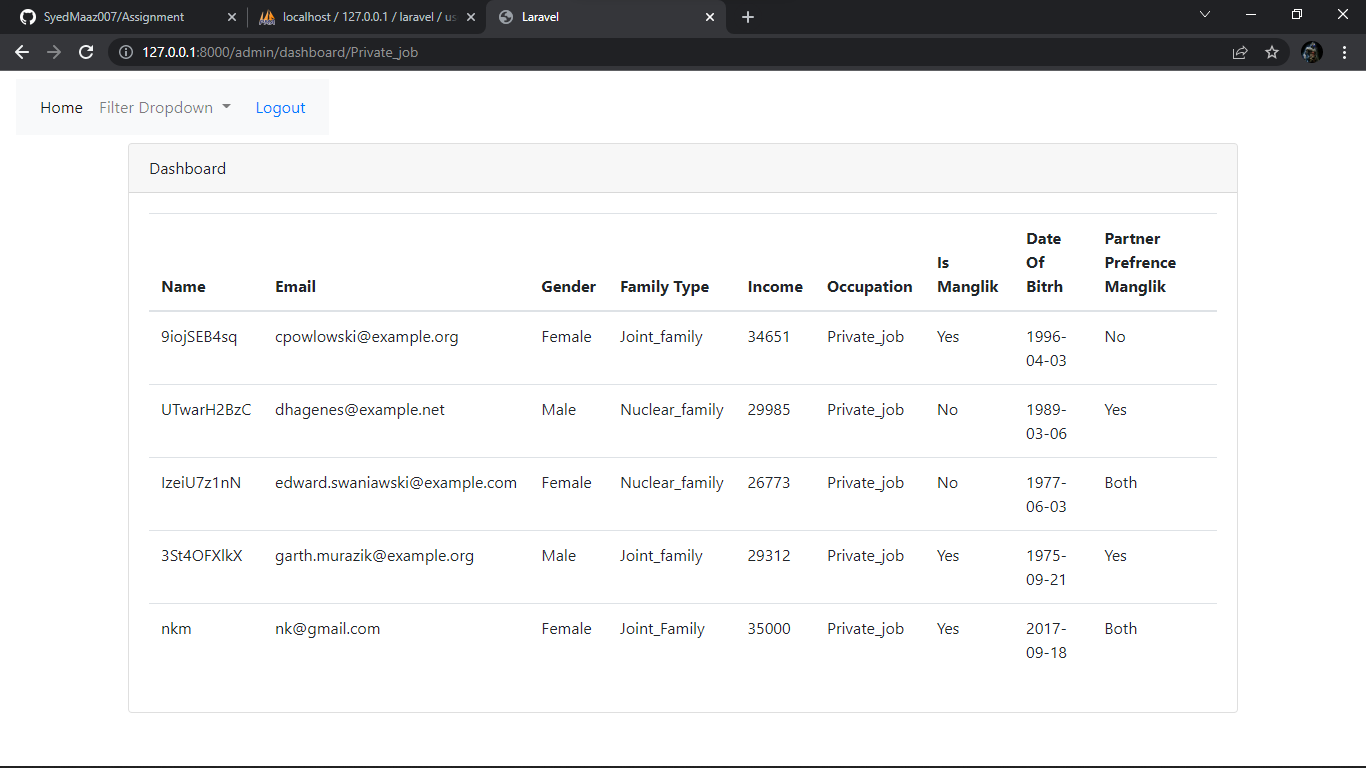 SyedMaaz007/Assignment localhost / 127.0.0.1 / laravel / us Laravel
127.0.0.1:8000/admin/dashboard/Private_job
Home Filter Dropdown Logout
Dashboard
Name Email Gender Family Type Income Occupation Is Manglik Date Of Bitrh Partner Prefrence Manglik
9iojSEB4sq cpowlowski@example.org Female Joint_family 34651 Private_job Yes 1996-04-03 No
UTwarH2BzC dhagenes@example.net Male Nuclear_family 29985 Private_job No 1989-03-06 Yes
IzeiU7z1nN edward.swaniawski@example.com Female Nuclear_family 26773 Private_job No 1977-06-03 Both
3St4OFXlkX garth.murazik@example.org Male Joint_family 29312 Private_job Yes 1975-09-21 Yes
nkm nk@gmail.com Female Joint_Family 35000 Private_job Yes 2017-09-18 Both